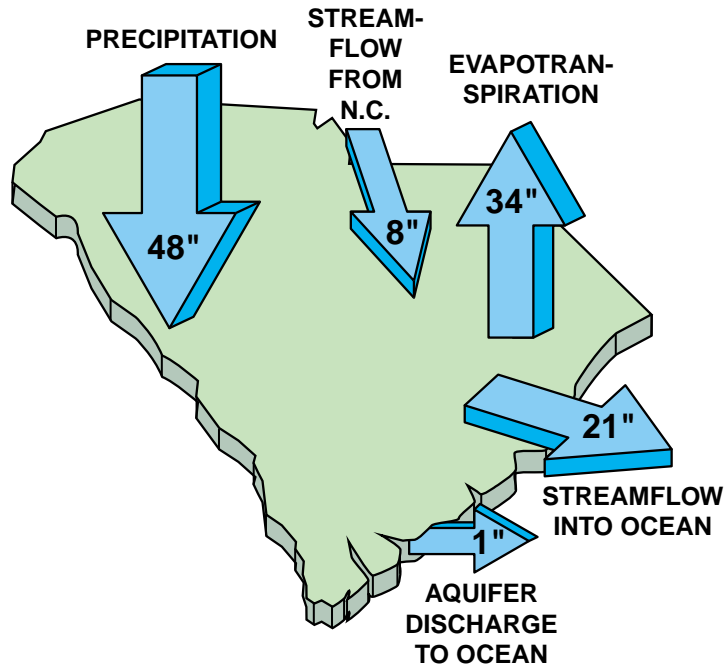 PRECIPITATION
48"
STREAM-
FLOW
FROM
N.C.
8"
EVAPOTRAN-
SPIRATION
34"
21"
STREAMFLOW
INTO OCEAN
1"
AQUIFER
DISCHARGE
TO OCEAN